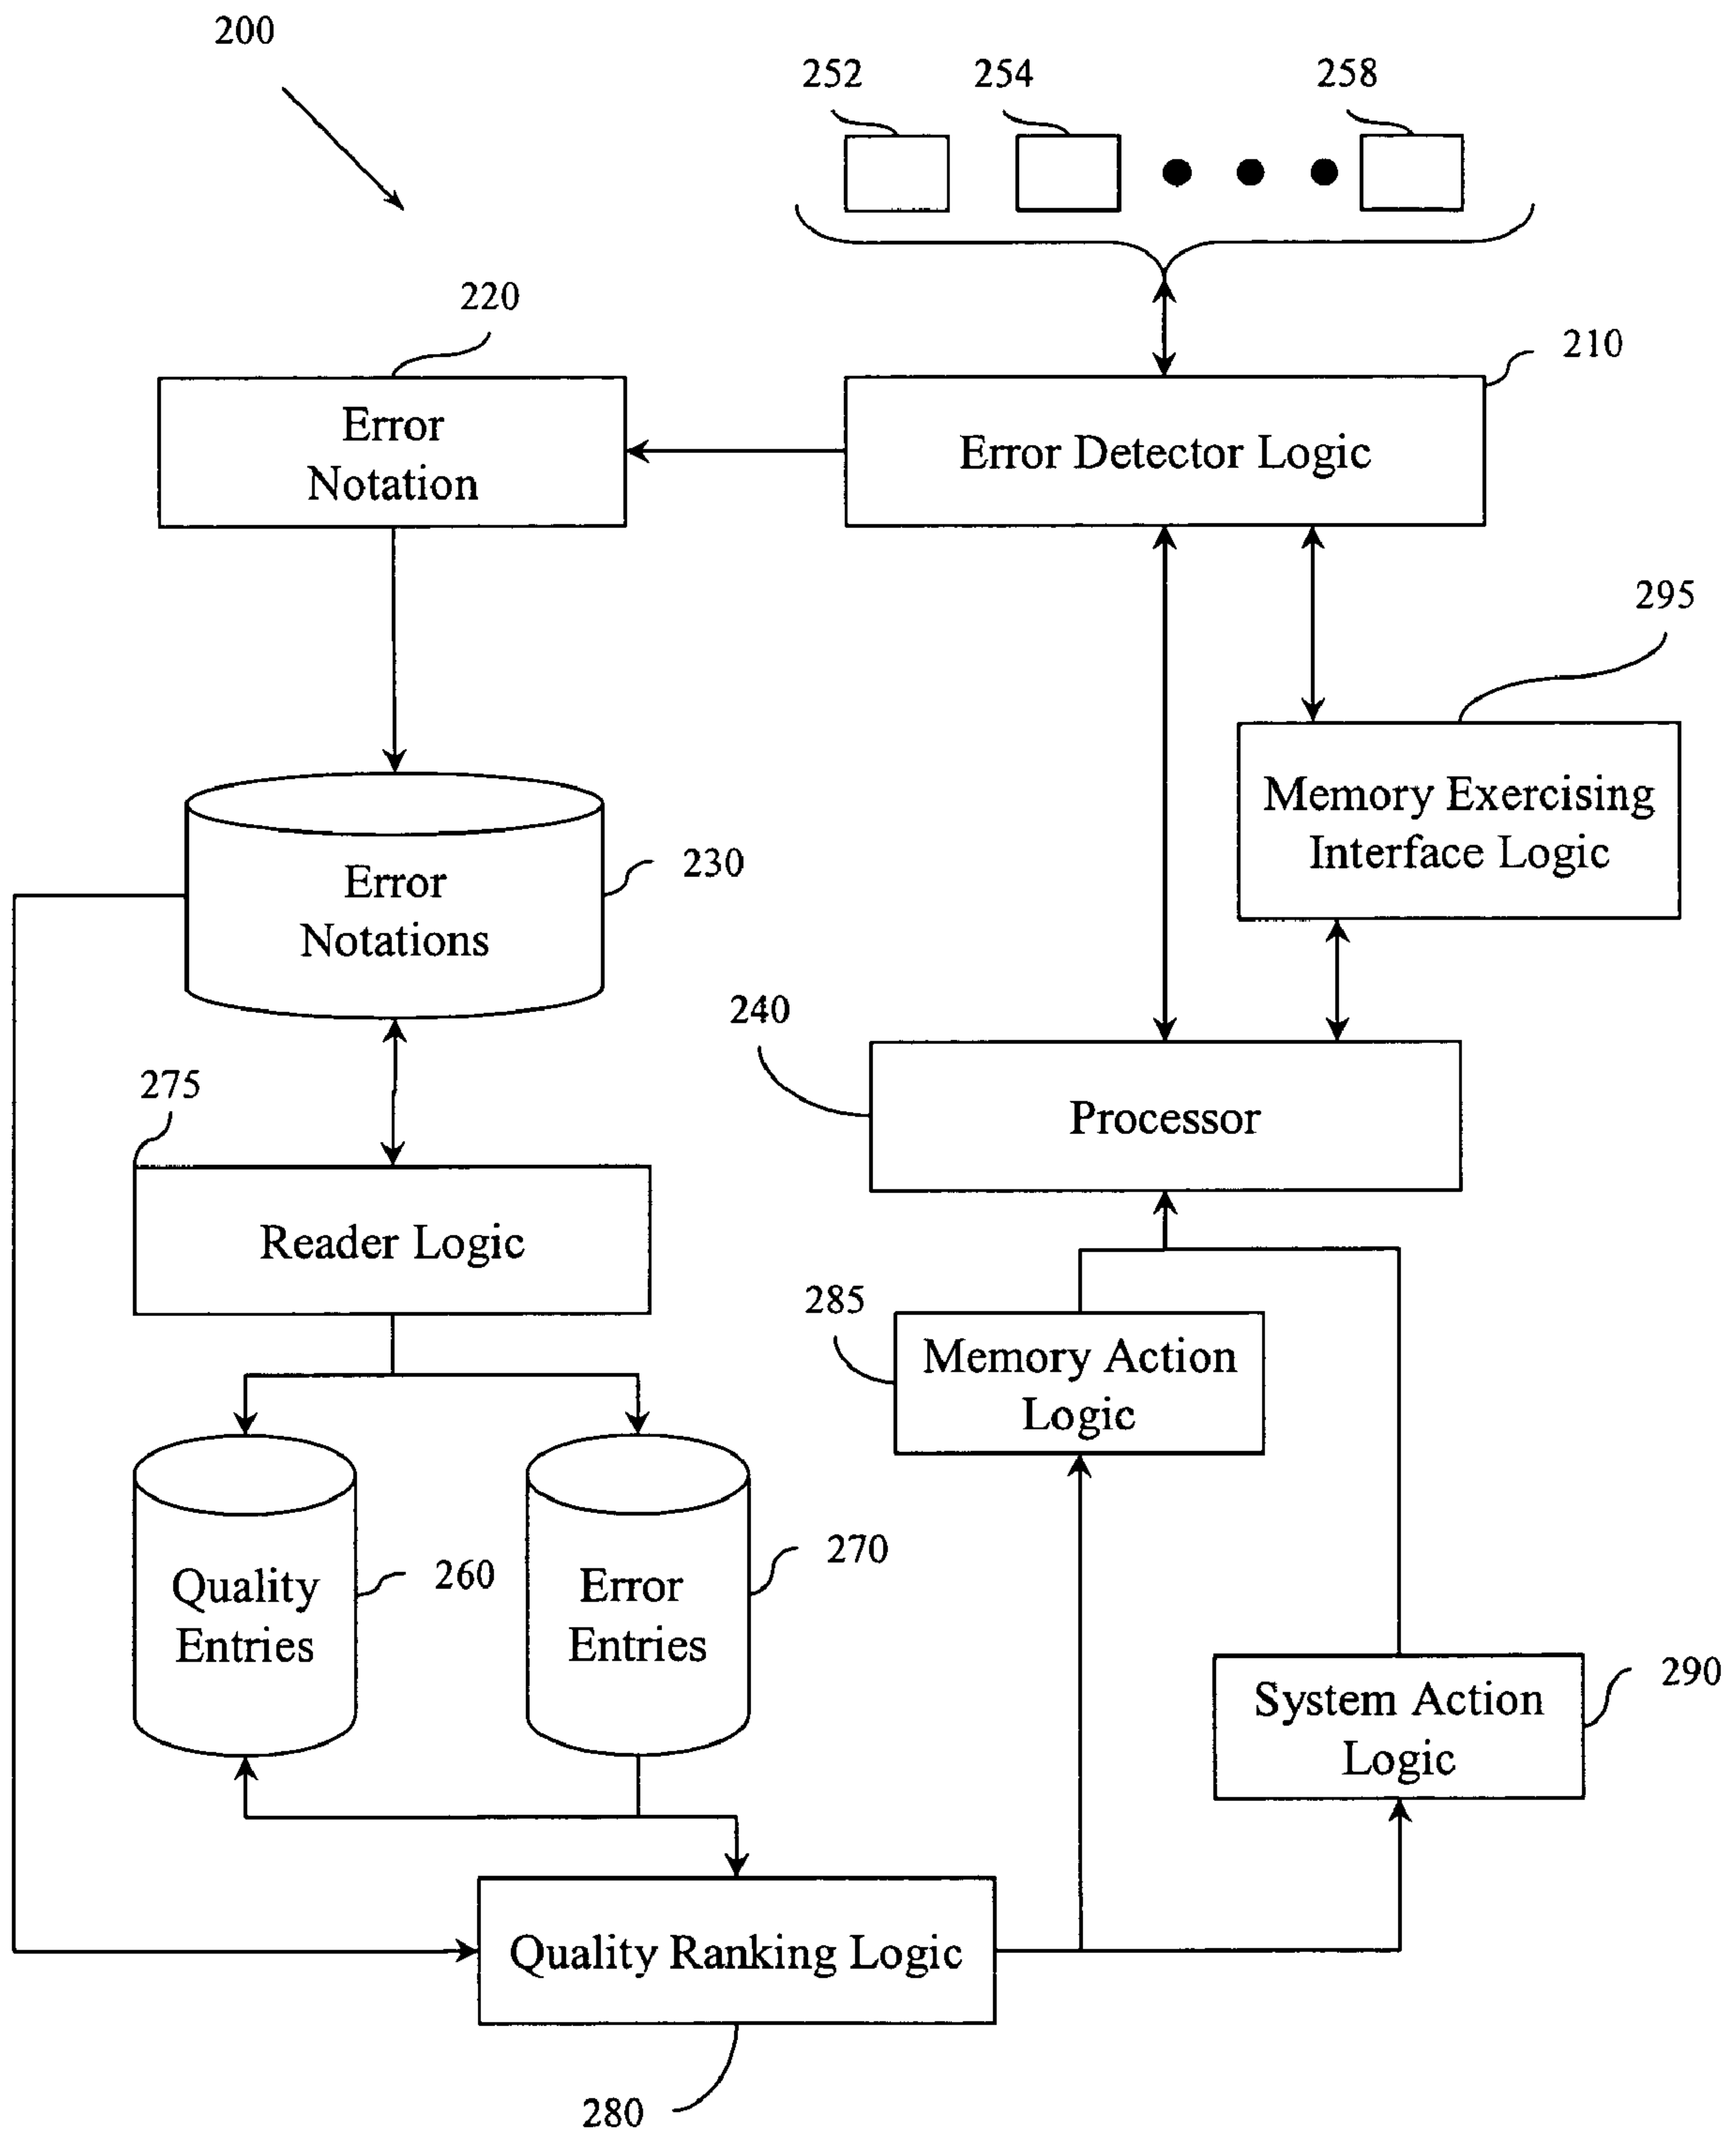 200
252 254 258
220
210
Error
Notation
Error Detector Logic
295
Memory Exercising
Interface Logic
230
Error
Notations
240
275
Processor
Reader Logic
285
Memory Action
Logic
270
260
Quality
Entries
Error
Entries
290
System Action
Logic
Quality Ranking Logic
280